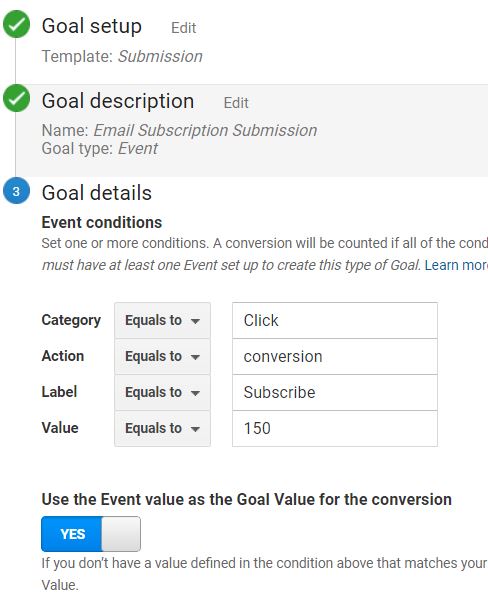 Goal setup Edit
Template: Submission
Goal description Edit
Name: Email Subscription Submission
Goal type: Event
3 Goal details
Event conditions
Set one or more conditions. A conversion will be counted if all of the cond
must have at least one Event set up to create this type of Goal. Learn mor
Category Equals to Click
Action Equals to conversion
Label Equals to Subscribe
Value Equals to 150
Use the Event value as the Goal Value for the conversion
YES
If you don't have a value defined in the condition above that matches your
Value.